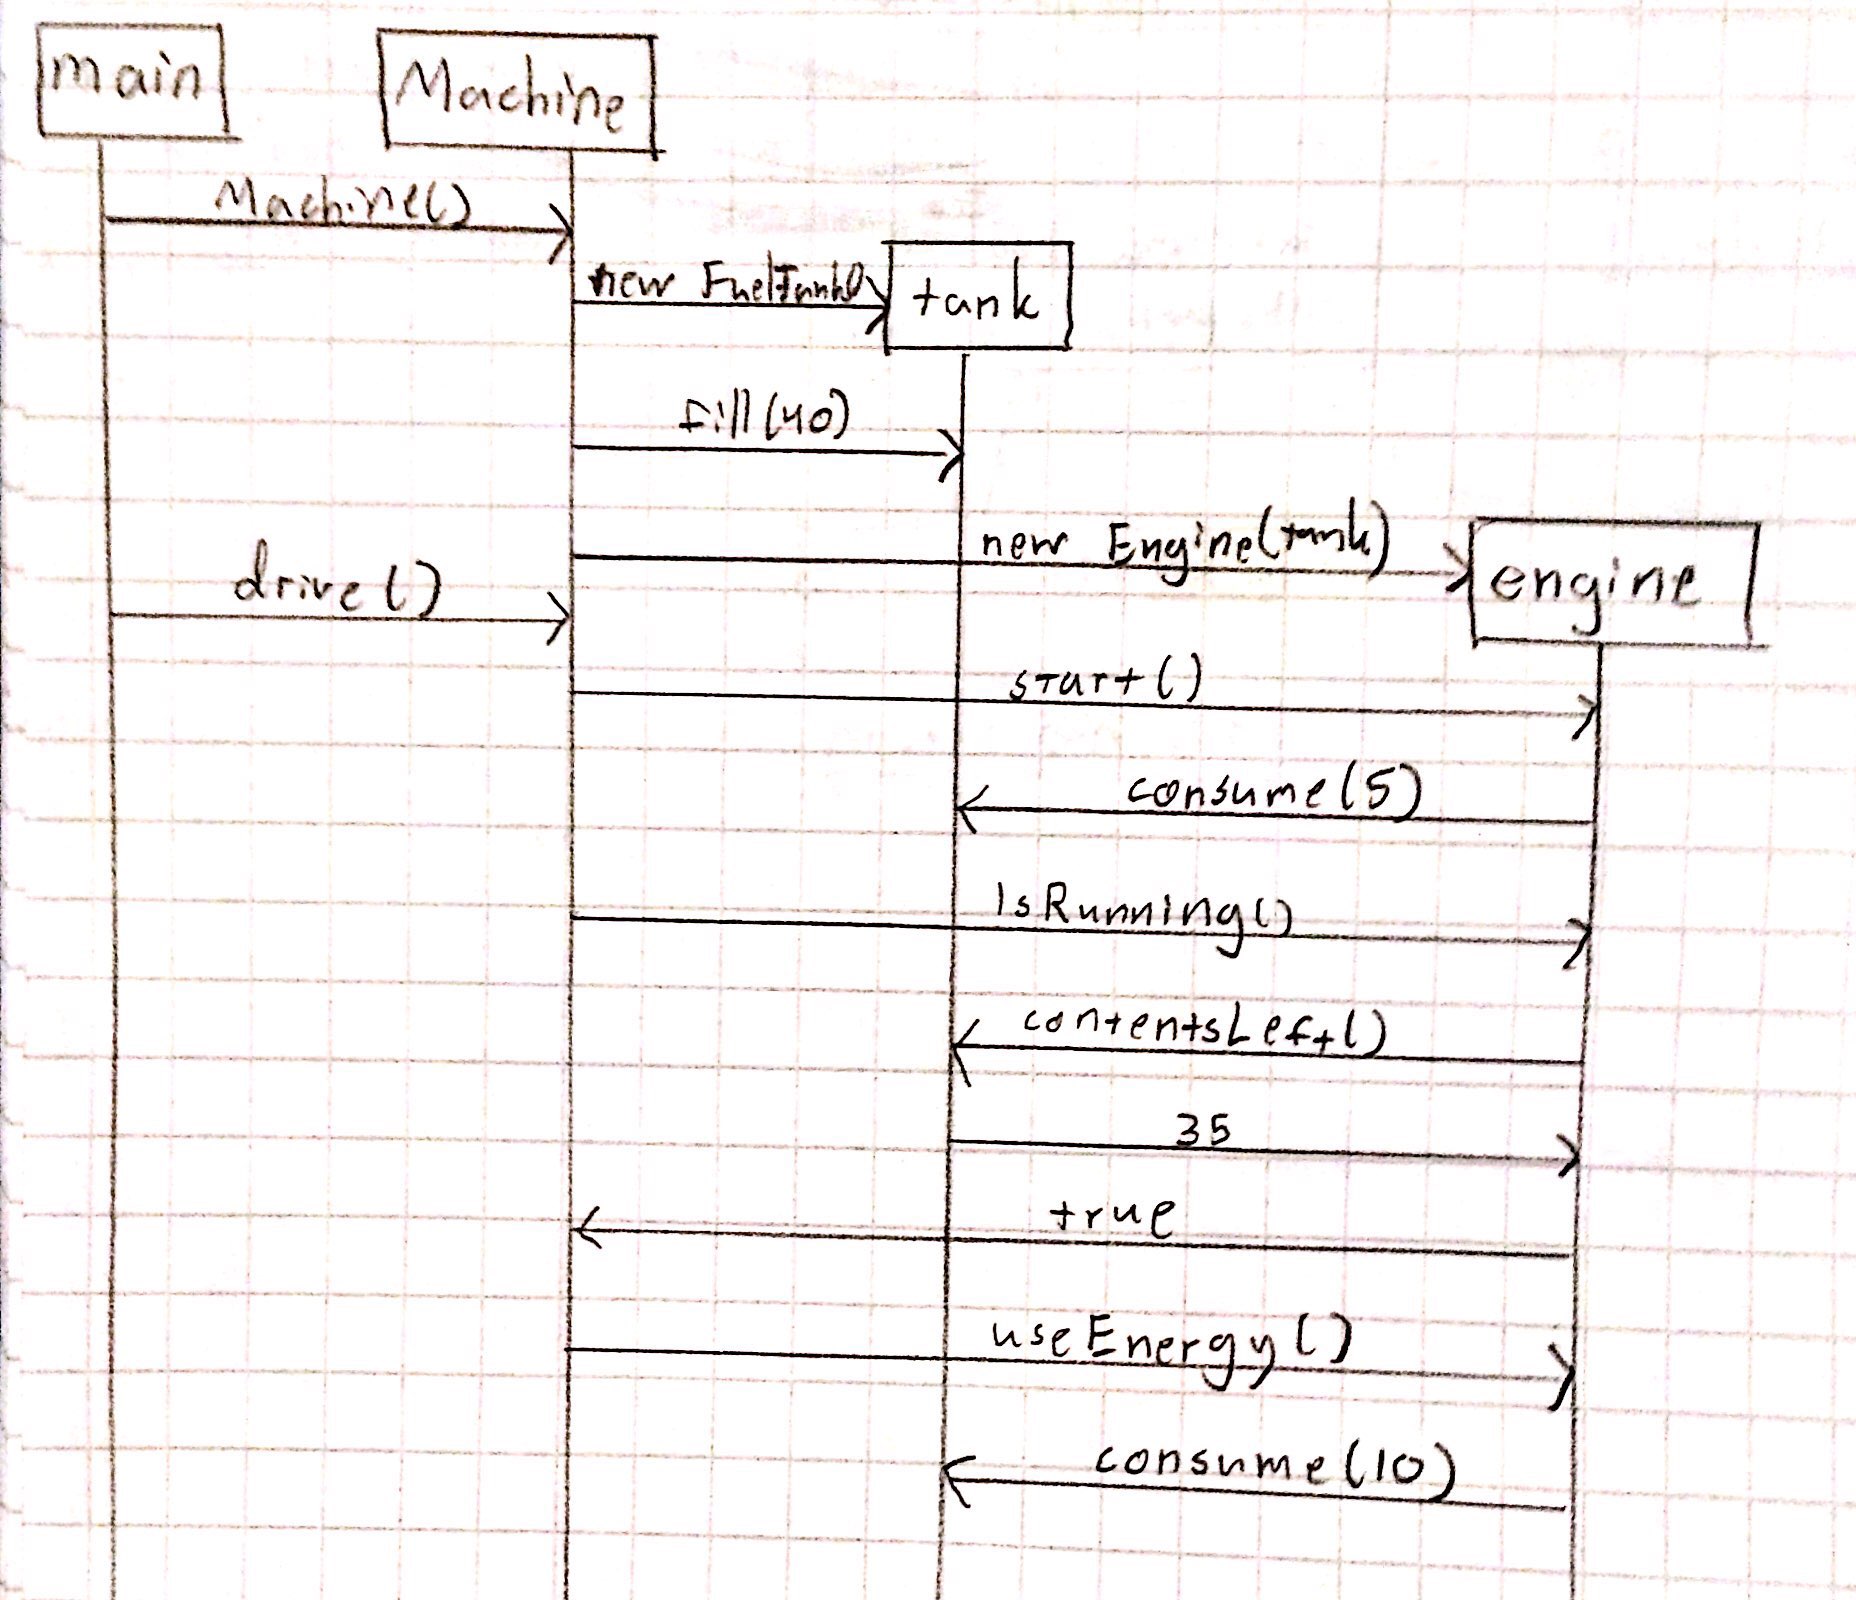 main
Machine
Machine()
new FuelTank()
tank
fill(40)
new Engine(tank)
engine
drive()
start()
consume(5)
isRunning()
contentsLeft()
35
true
useEnergy()
consume(10)